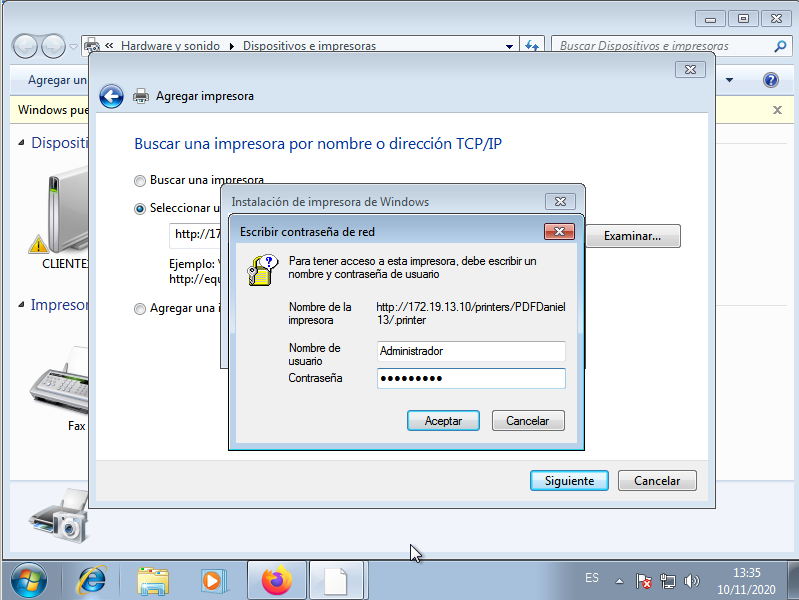 « Hardware y sonido Dispositivos e impresoras
Buscar Dispositivos e impresoras
Agregar un
Agregar impresora
Windows pue
Buscar una impresora por nombre o dirección TCP/IP
Dispositi
Buscar una impresora
Instalación de impresora de Windows
Seleccionar u
Escribir contraseña de red
http://17
Examinar...
Para tener acceso a esta impresora, debe escribir un
nombre y contraseña de usuario
CLIENTE
Ejemplo:
http://equ
Impresor
Agregar una i
Nombre de la
impresora
http://172.19.13.10/printers/PDFDaniel
13/.printer
Nombre de
usuario
Administrador
Contraseña
●●●●●●●●●
Aceptar
Cancelar
Fax
Siguiente
Cancelar
ES
13:35
10/11/2020